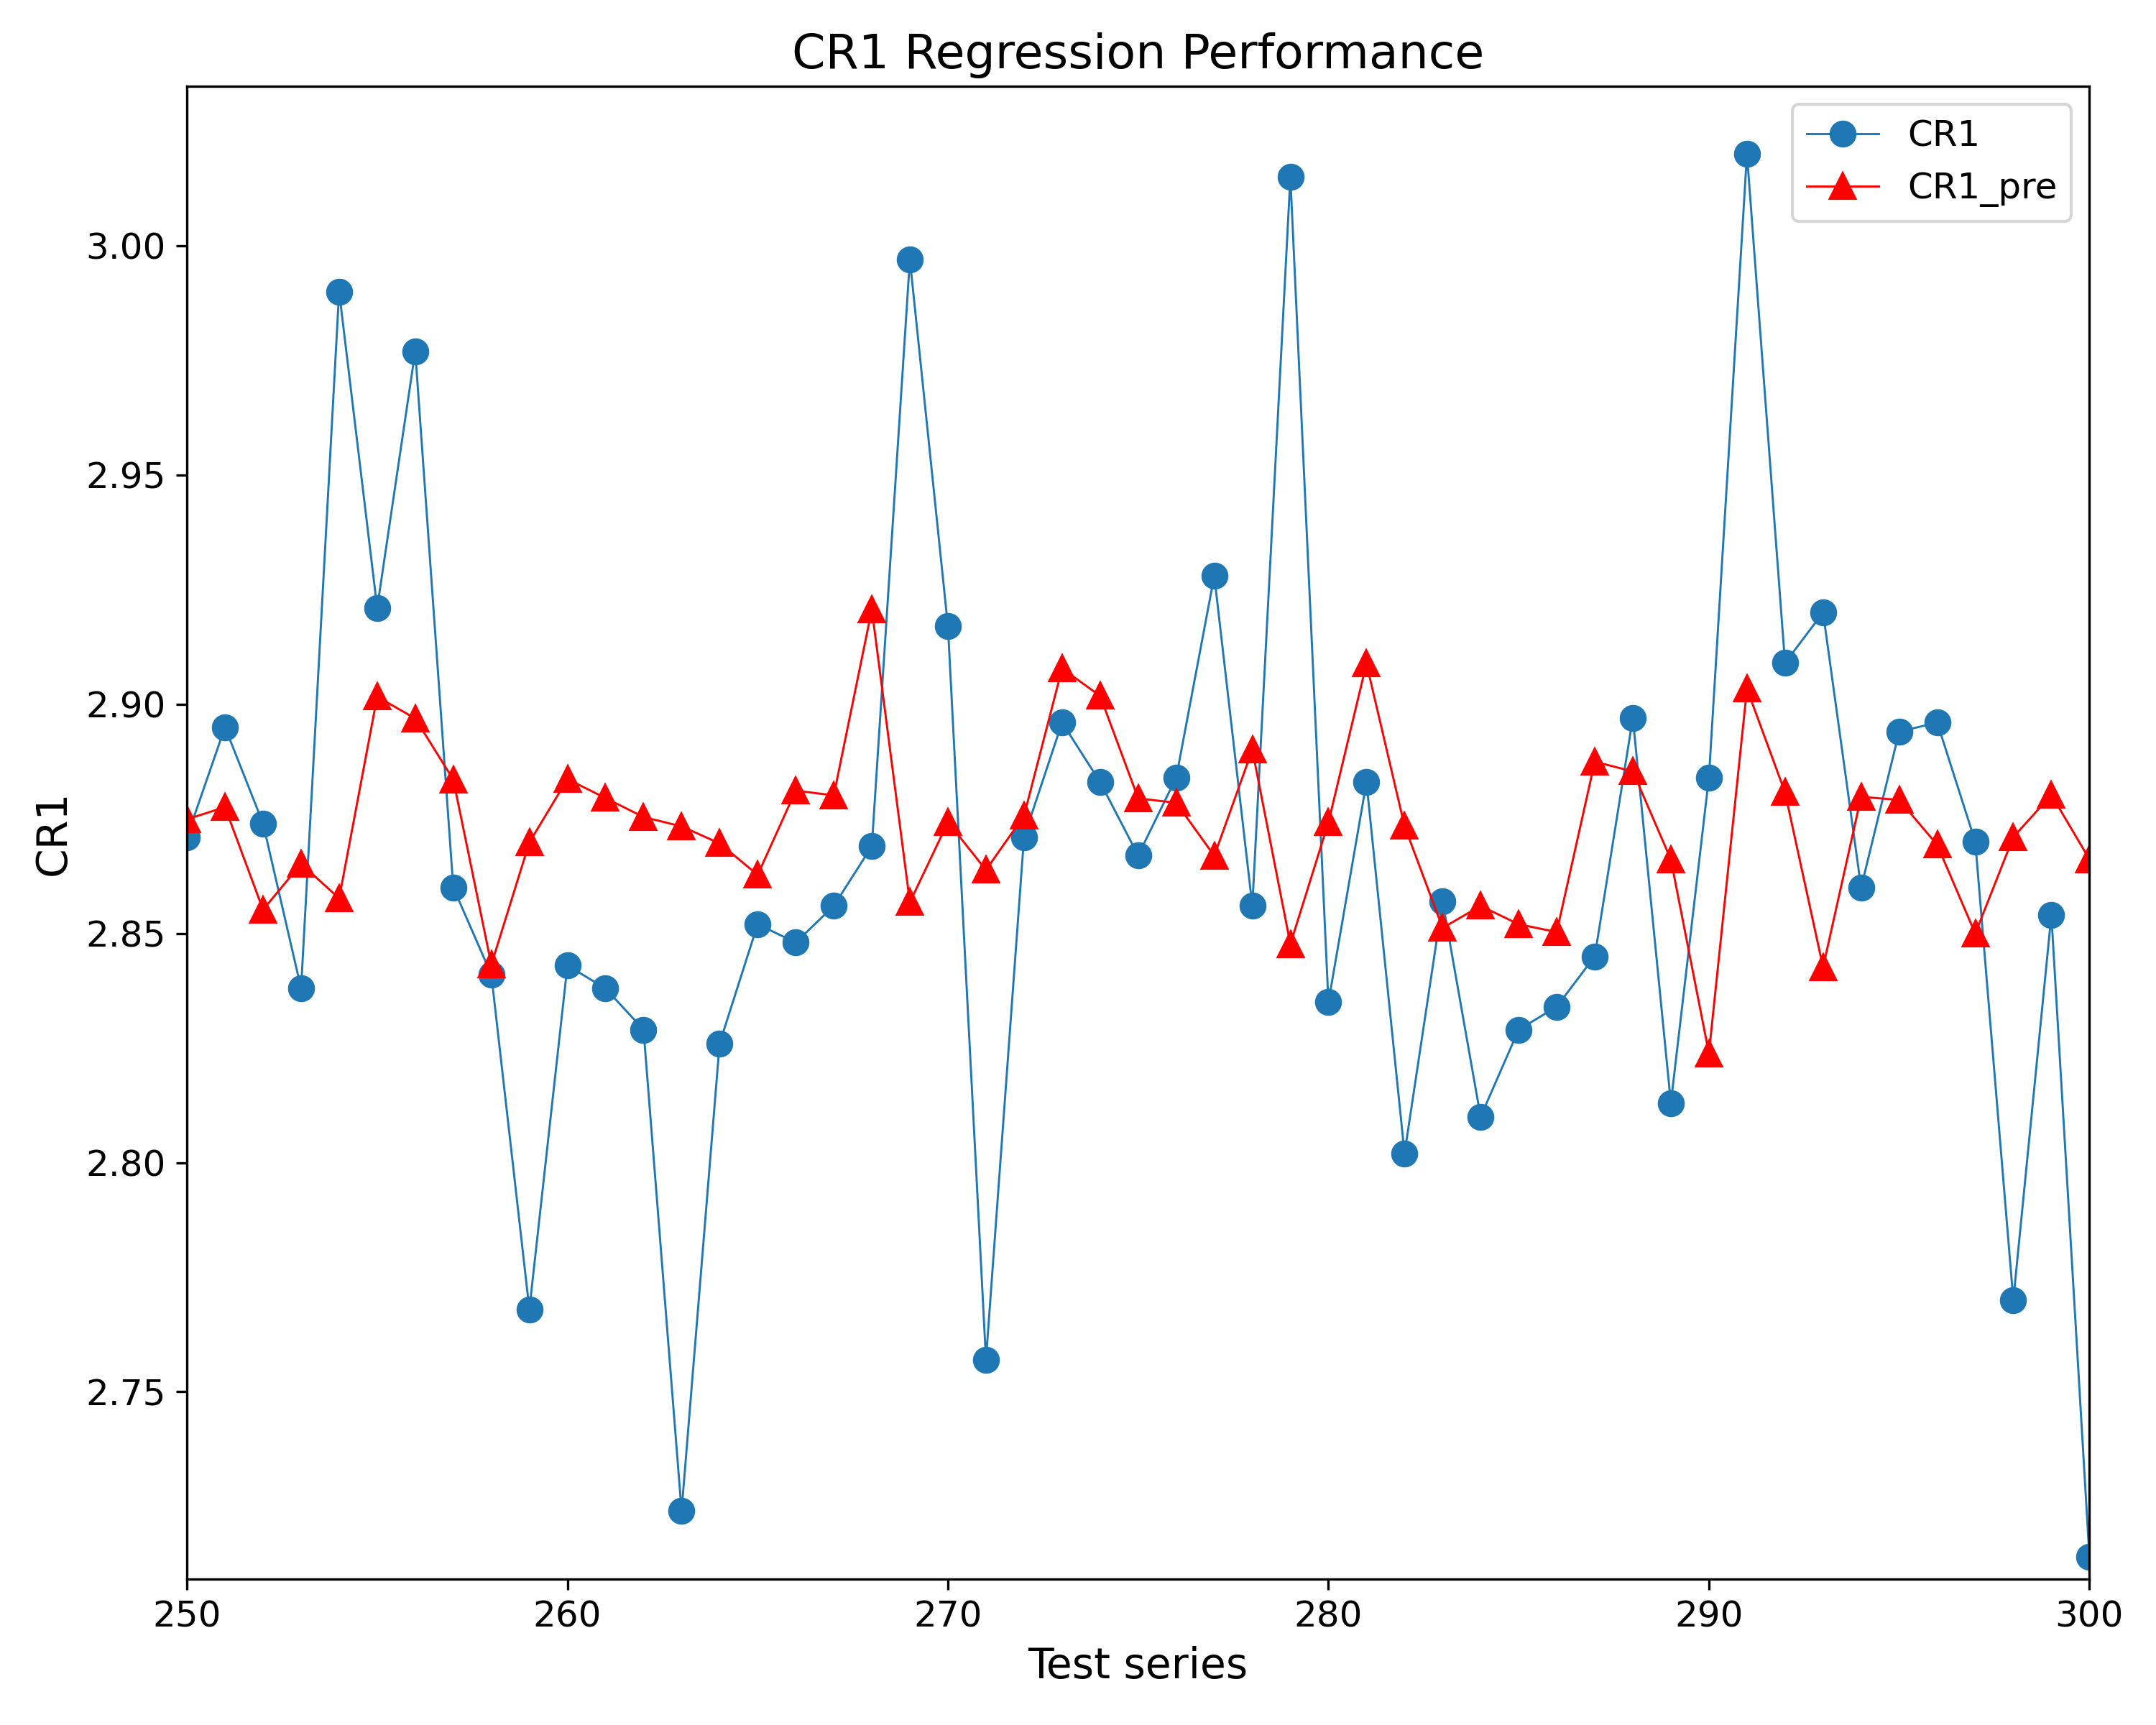 CR1 Regression Performance
CR1
CR1_pre
3.00
2.95
2.90
2.85
2.80
2.75
CR1
250 260 270 280 290 300
Test series